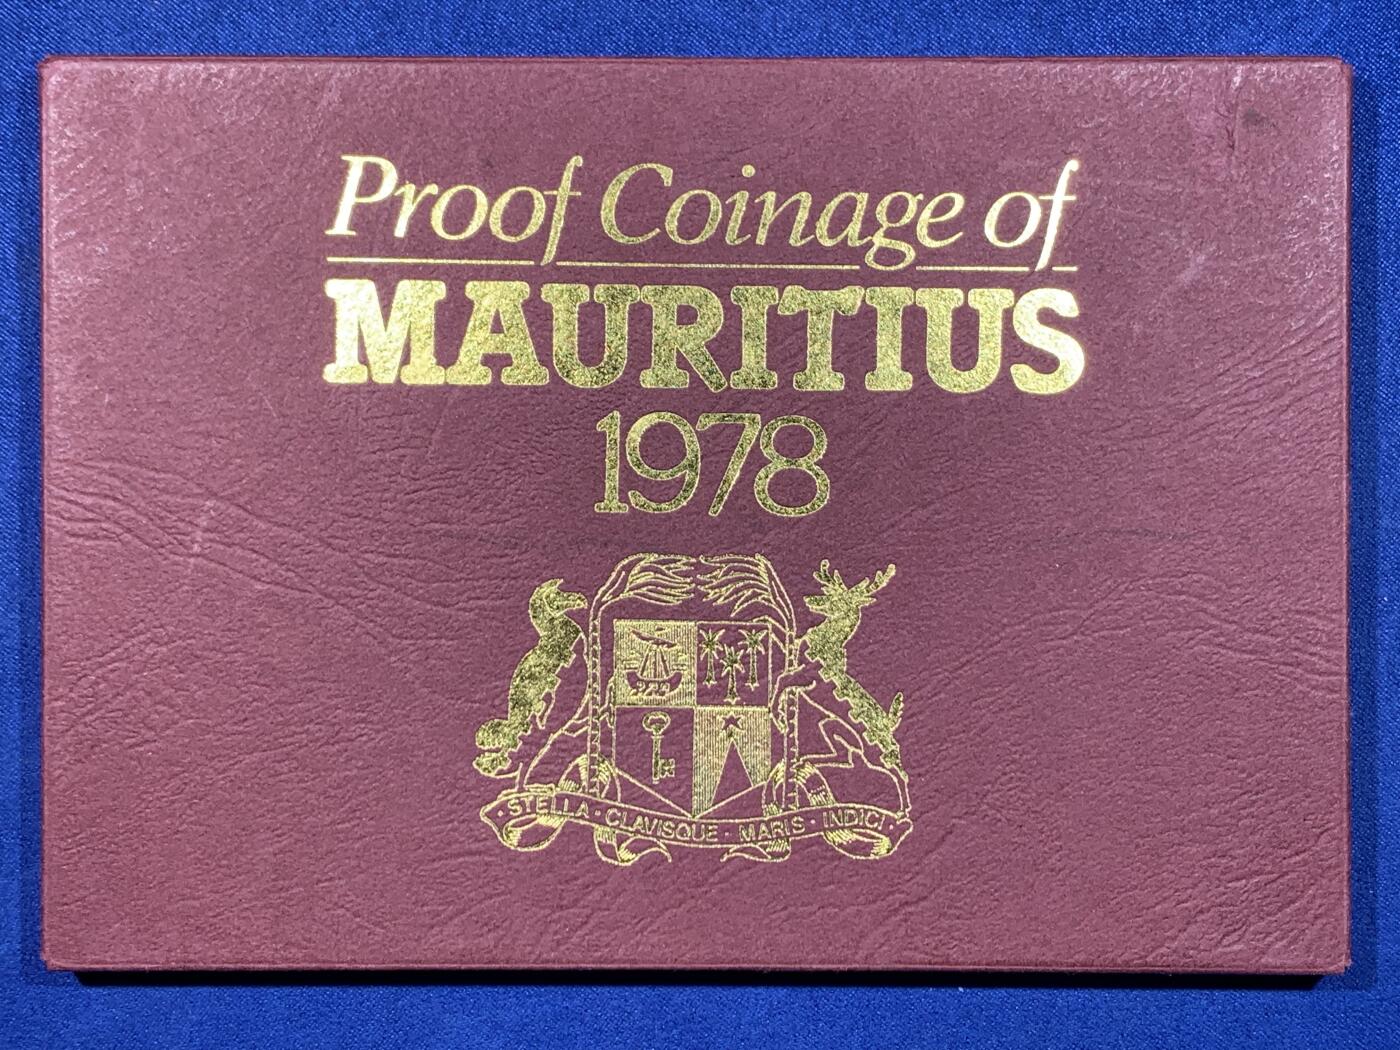 Proof Coinage of
MAURITIUS
1978
· STELLA · CLAVISQUE · MARIS · INDICI ·